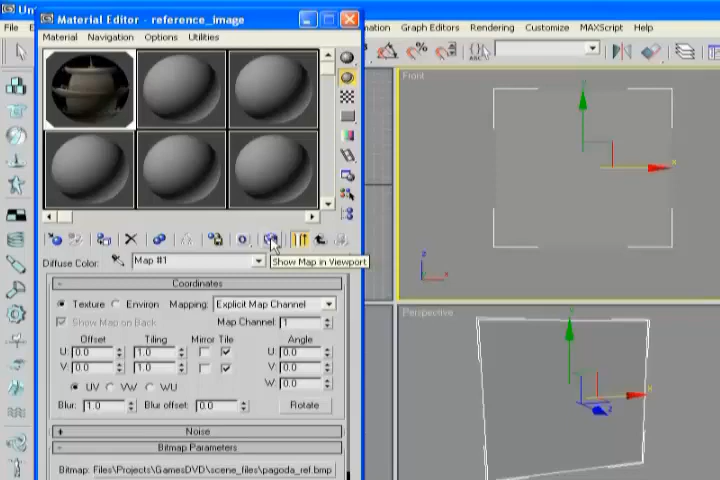 Material Editor - reference_image
Material Navigation Options Utilities
File
Graph Editors Rendering Customize MAXScript Help
Front
Show Map in Viewport
Diffuse Color: Map #1
Coordinates
Texture Environ Mapping: Explicit Map Channel
Show Map on Back Map Channel: 1
Offset Tiling Mirror Tile Angle
U: 0.0 1.0 U: 0.0
V: 0.0 1.0 V: 0.0
W: 0.0
UV VW WU
Blur: 1.0 Blur offset: 0.0 Rotate
Noise
Bitmap Parameters
Bitmap: Files\Projects\GamesDVD\scene_files\pagoda_ref.bmp
Perspective